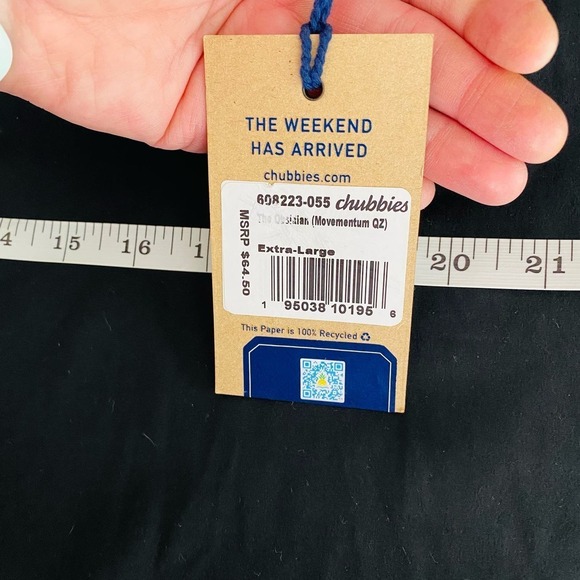 THE WEEKEND
HAS ARRIVED
chubbies.com
608223-055 chubbies
The Obsidian (Movementum QZ)
MSRP $64.50
Extra-Large
1 95038 10195 6
This Paper is 100% Recycled
4 15 16 1 20 21